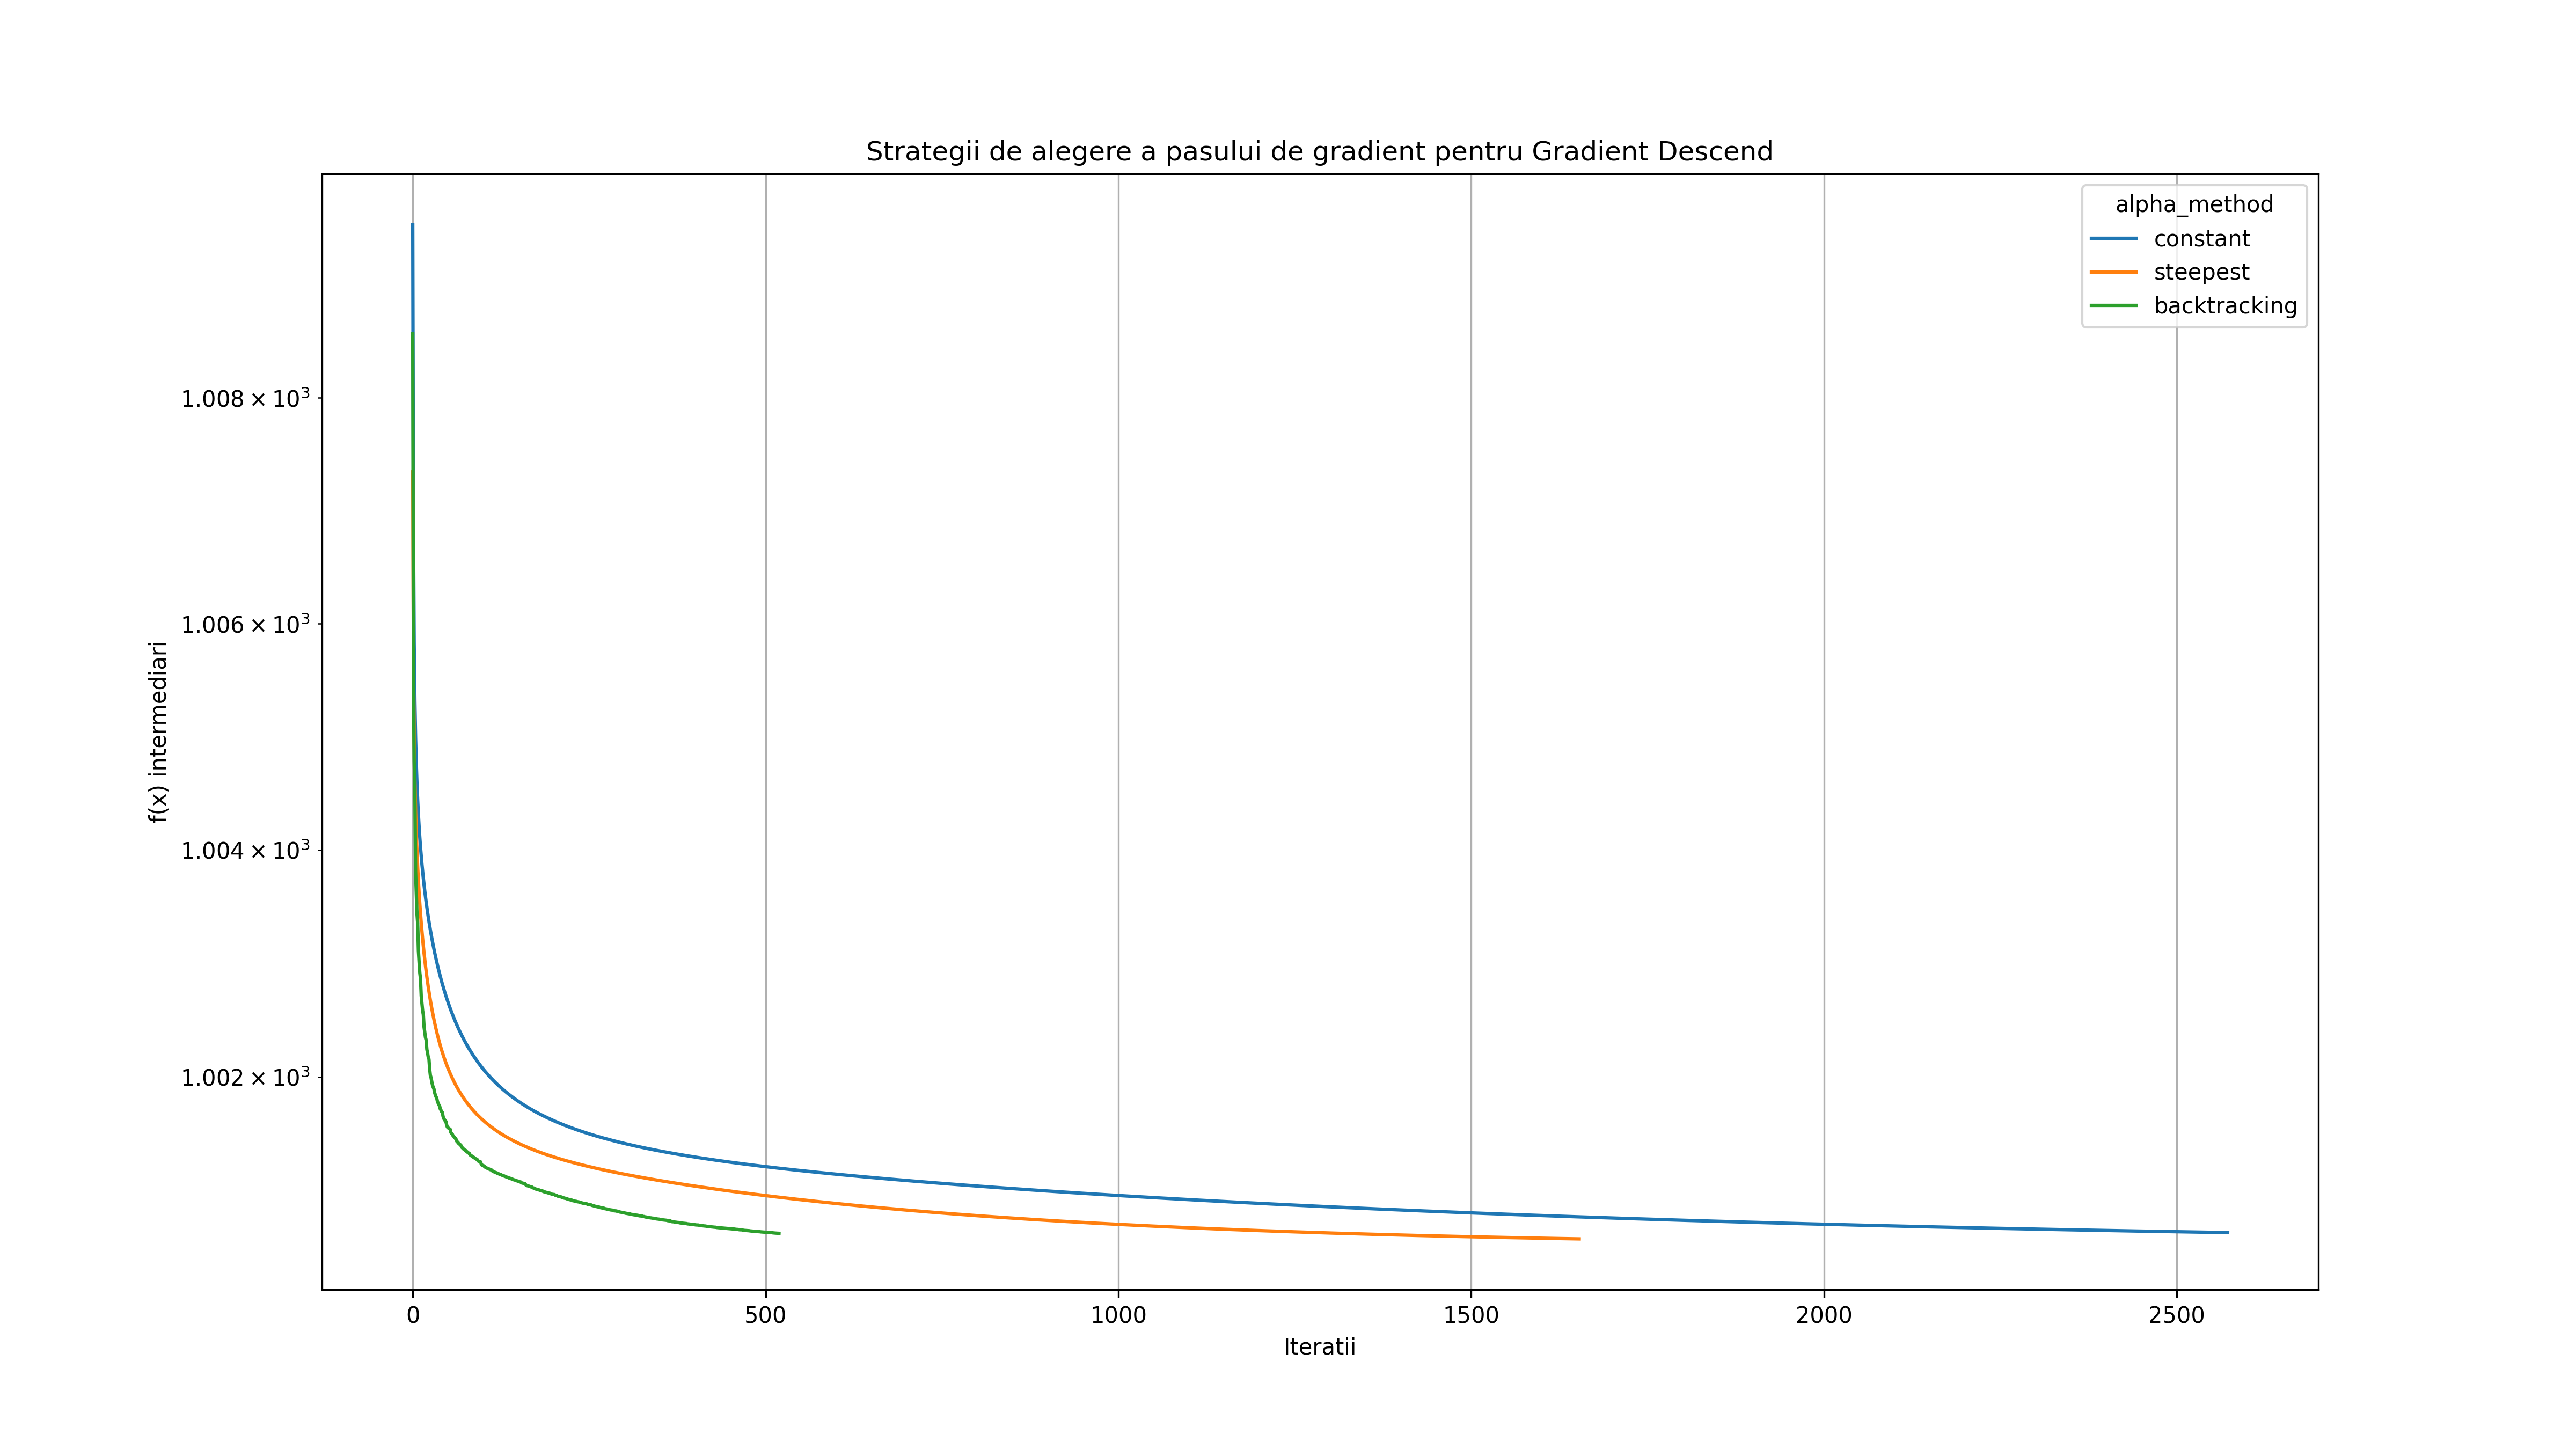 Strategii de alegere a pasului de gradient pentru Gradient Descend
alpha_method
constant
steepest
backtracking
1.008 × 10³
1.006 × 10³
1.004 × 10³
1.002 × 10³
f(x) intermediari
0 500 1000 1500 2000 2500
Iteratii